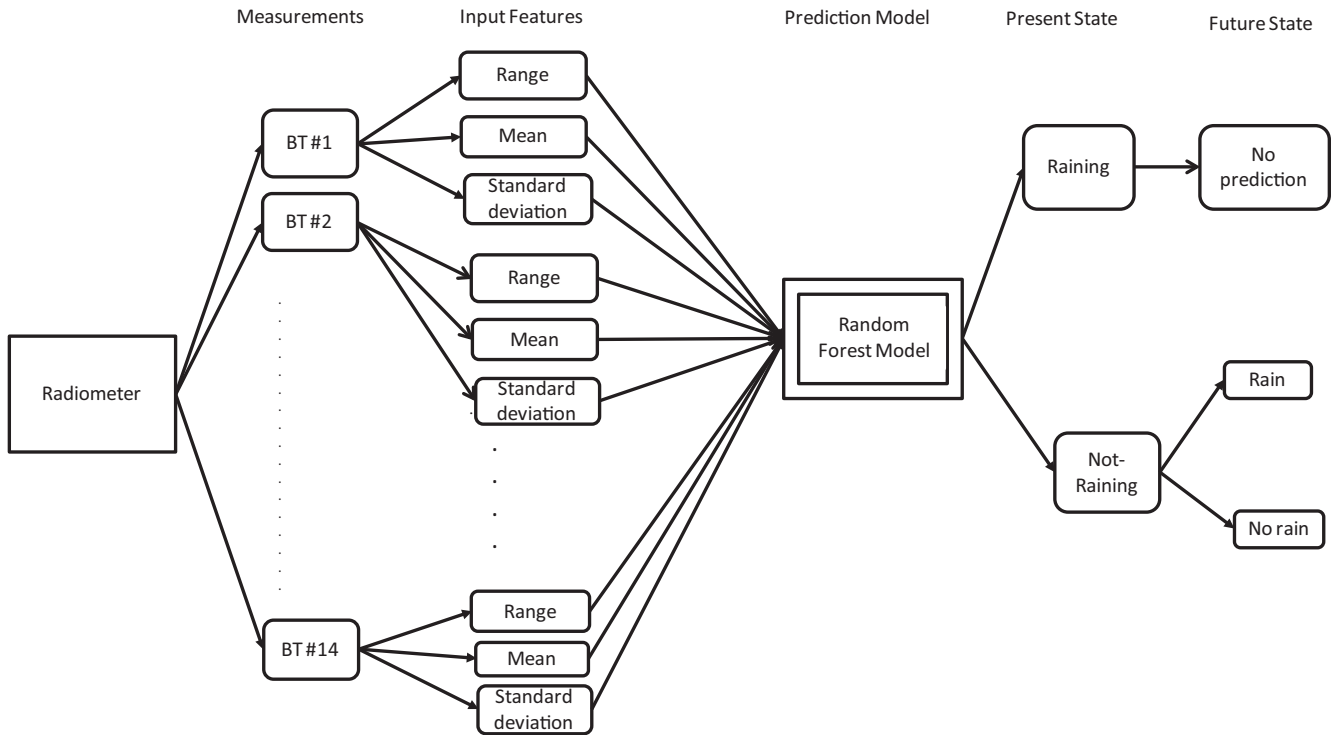 Measurements
Input Features
Prediction Model
Present State
Future State
Radiometer
BT #1
BT #2
BT #14
Range
Mean
Standard
deviation
Range
Mean
Standard
deviation
Range
Mean
Standard
deviation
Random
Forest Model
Raining
No
prediction
Not-
Raining
Rain
No rain